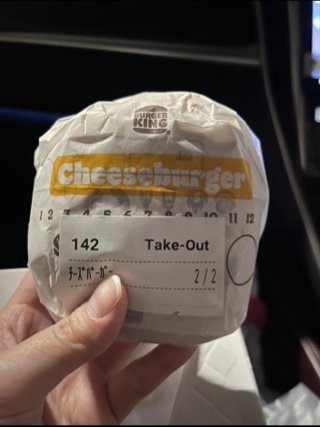 BURGER
KING
Cheeseburger
1 2 3 4 5 6 7 8 9 10 11 12
142 Take-Out
ﾁｰｽﾞﾊﾞｰｶﾞｰ 2/2